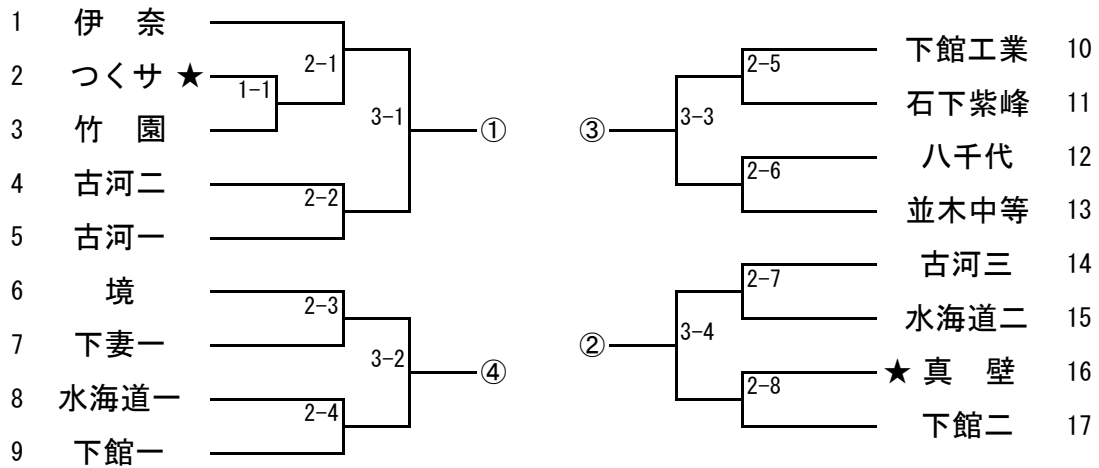 1 伊 奈
2 つくサ ★
3 竹 園
4 古河二
5 古河一
6 境
7 下妻一
8 水海道一
9 下館一
1-1
2-1
2-2
2-3
2-4
3-1
3-2
①
④
③
②
3-3
3-4
2-5
2-6
2-7
2-8
下館工業 10
石下紫峰 11
八千代 12
並木中等 13
古河三 14
水海道二 15
★ 真 壁 16
下館二 17